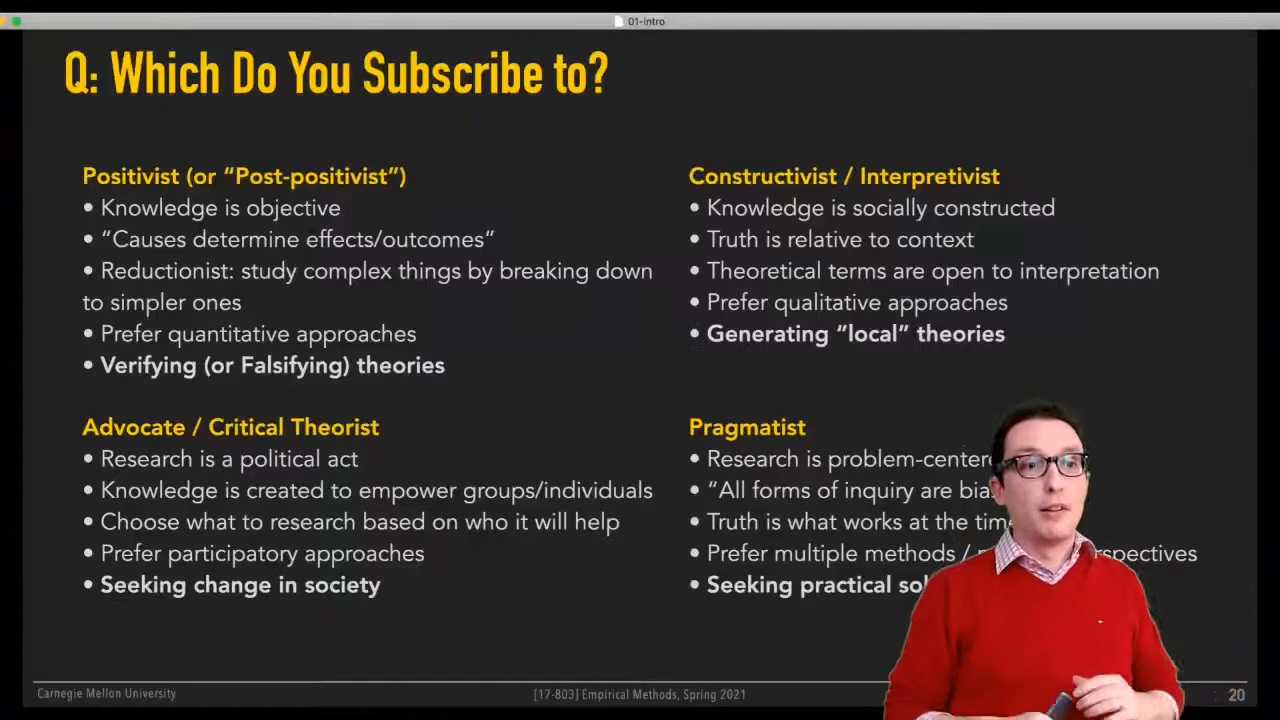 01-intro
Q: Which Do You Subscribe to?
Positivist (or “Post-positivist”)
• Knowledge is objective
• “Causes determine effects/outcomes”
• Reductionist: study complex things by breaking down
to simpler ones
• Prefer quantitative approaches
• Verifying (or Falsifying) theories
Constructivist / Interpretivist
• Knowledge is socially constructed
• Truth is relative to context
• Theoretical terms are open to interpretation
• Prefer qualitative approaches
• Generating “local” theories
Advocate / Critical Theorist
• Research is a political act
• Knowledge is created to empower groups/individuals
• Choose what to research based on who it will help
• Prefer participatory approaches
• Seeking change in society
Pragmatist
• Research is
• “All forms of inquiry are
• Truth is what works at the
• Prefer multiple methods /
• Seeking practical
Carnegie Mellon University
[17-803] Empirical Methods, Spring 2021
20